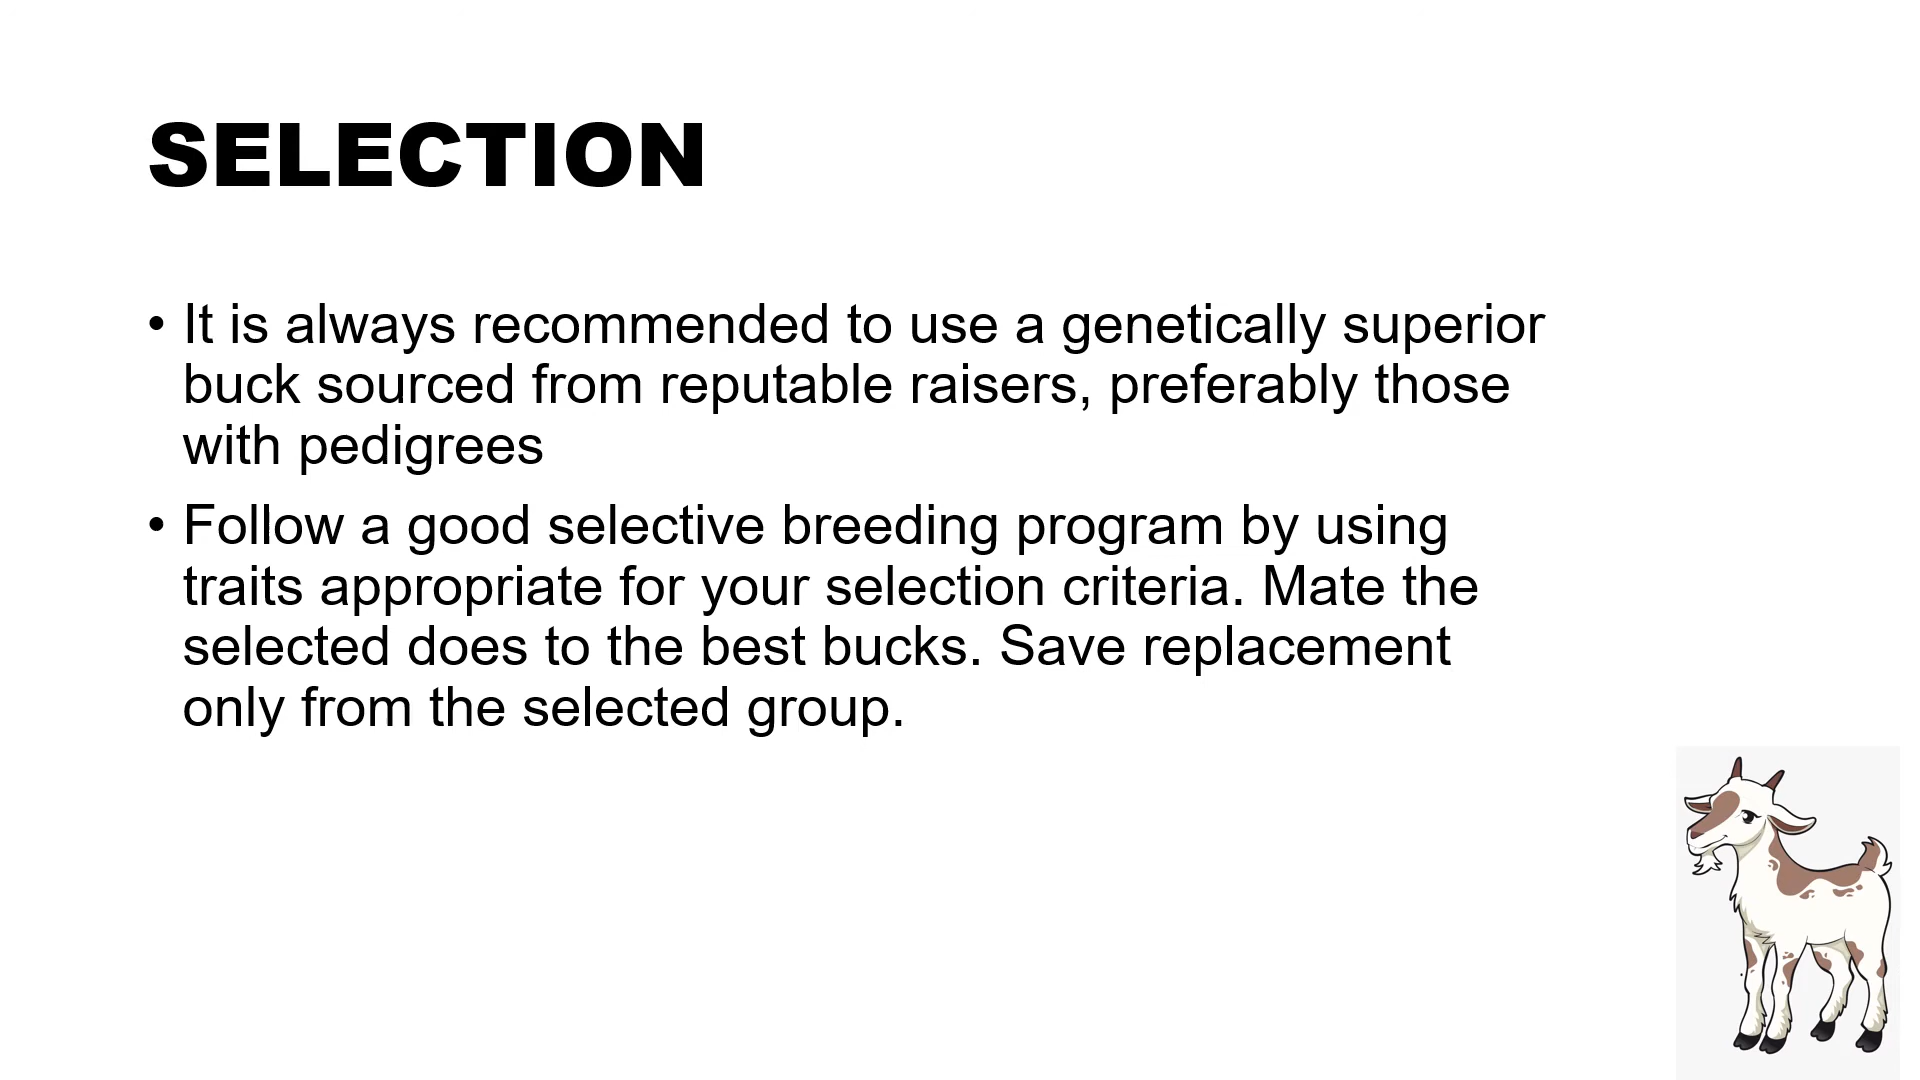 SELECTION
• It is always recommended to use a genetically superior
buck sourced from reputable raisers, preferably those
with pedigrees
• Follow a good selective breeding program by using
traits appropriate for your selection criteria. Mate the
selected does to the best bucks. Save replacement
only from the selected group.